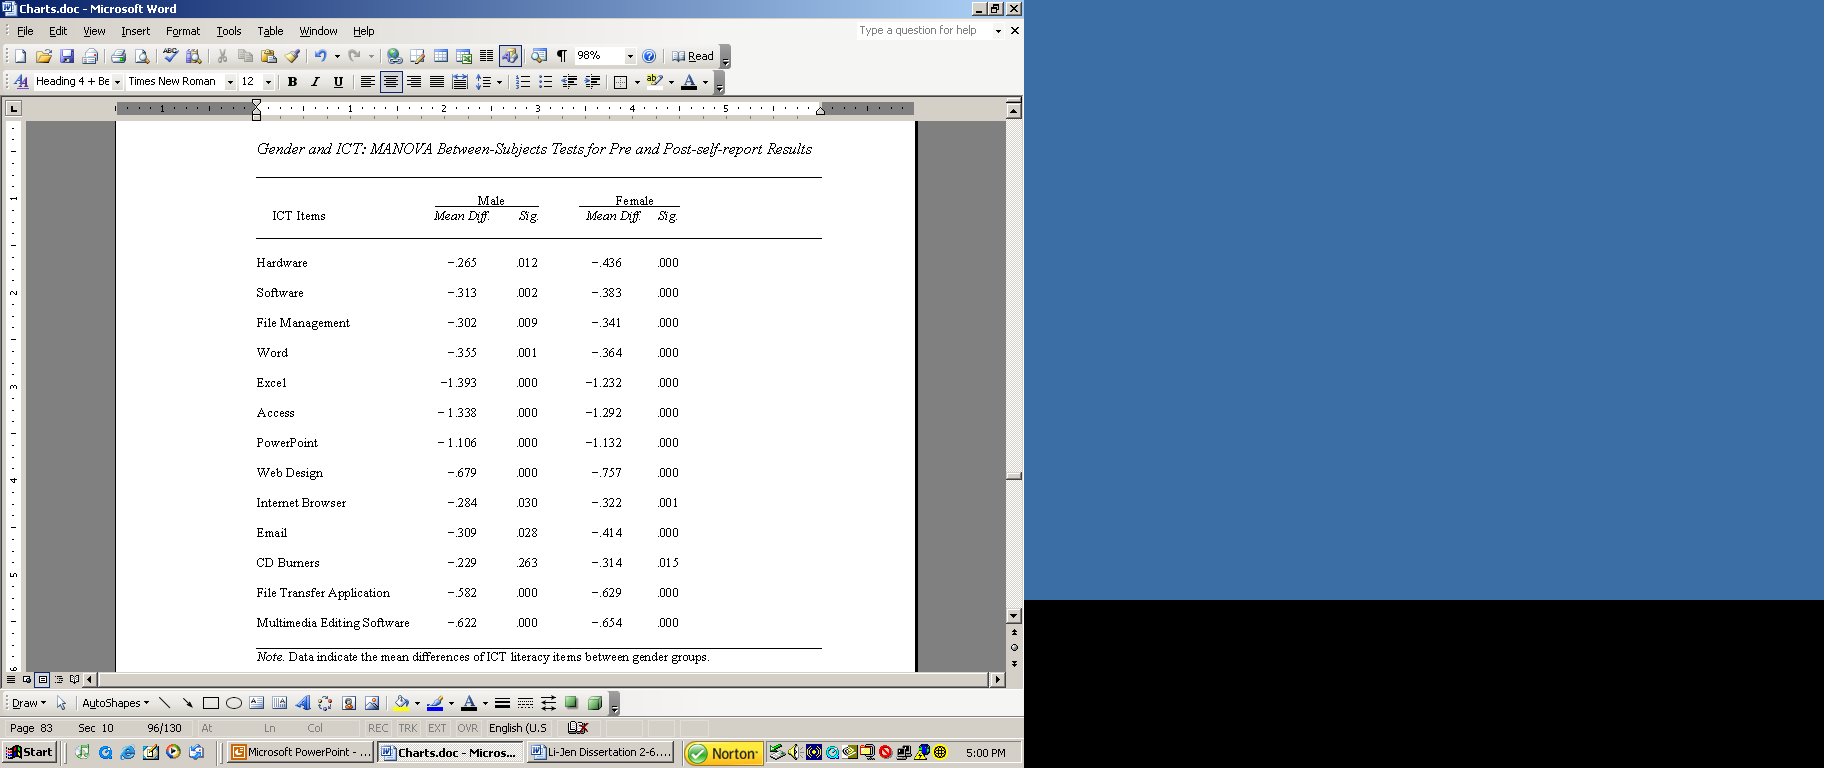 Charts.doc - Microsoft Word
File Edit View Insert Format Tools Table Window Help Type a question for help
98% Read
Heading 4 + Be Times New Roman 12 B I U
1 1 2 3 4 5
Gender and ICT: MANOVA Between-Subjects Tests for Pre and Post-self-report Results
Male Female
ICT Items Mean Diff. Sig. Mean Diff. Sig.
Hardware −.265 .012 −.436 .000
Software −.313 .002 −.383 .000
File Management −.302 .009 −.341 .000
Word −.355 .001 −.364 .000
Excel −1.393 .000 −1.232 .000
Access − 1.338 .000 −1.292 .000
PowerPoint − 1.106 .000 −1.132 .000
Web Design −.679 .000 −.757 .000
Internet Browser −.284 .030 −.322 .001
Email −.309 .028 −.414 .000
CD Burners −.229 .263 −.314 .015
File Transfer Application −.582 .000 −.629 .000
Multimedia Editing Software −.622 .000 −.654 .000
Note. Data indicate the mean differences of ICT literacy items between gender groups.
Draw AutoShapes
Page 83 Sec 10 96/130 At Ln Col REC TRK EXT OVR English (U.S
Start Microsoft PowerPoint - ... Charts.doc - Micros... Li-Jen Dissertation 2-6.... Norton 5:00 PM